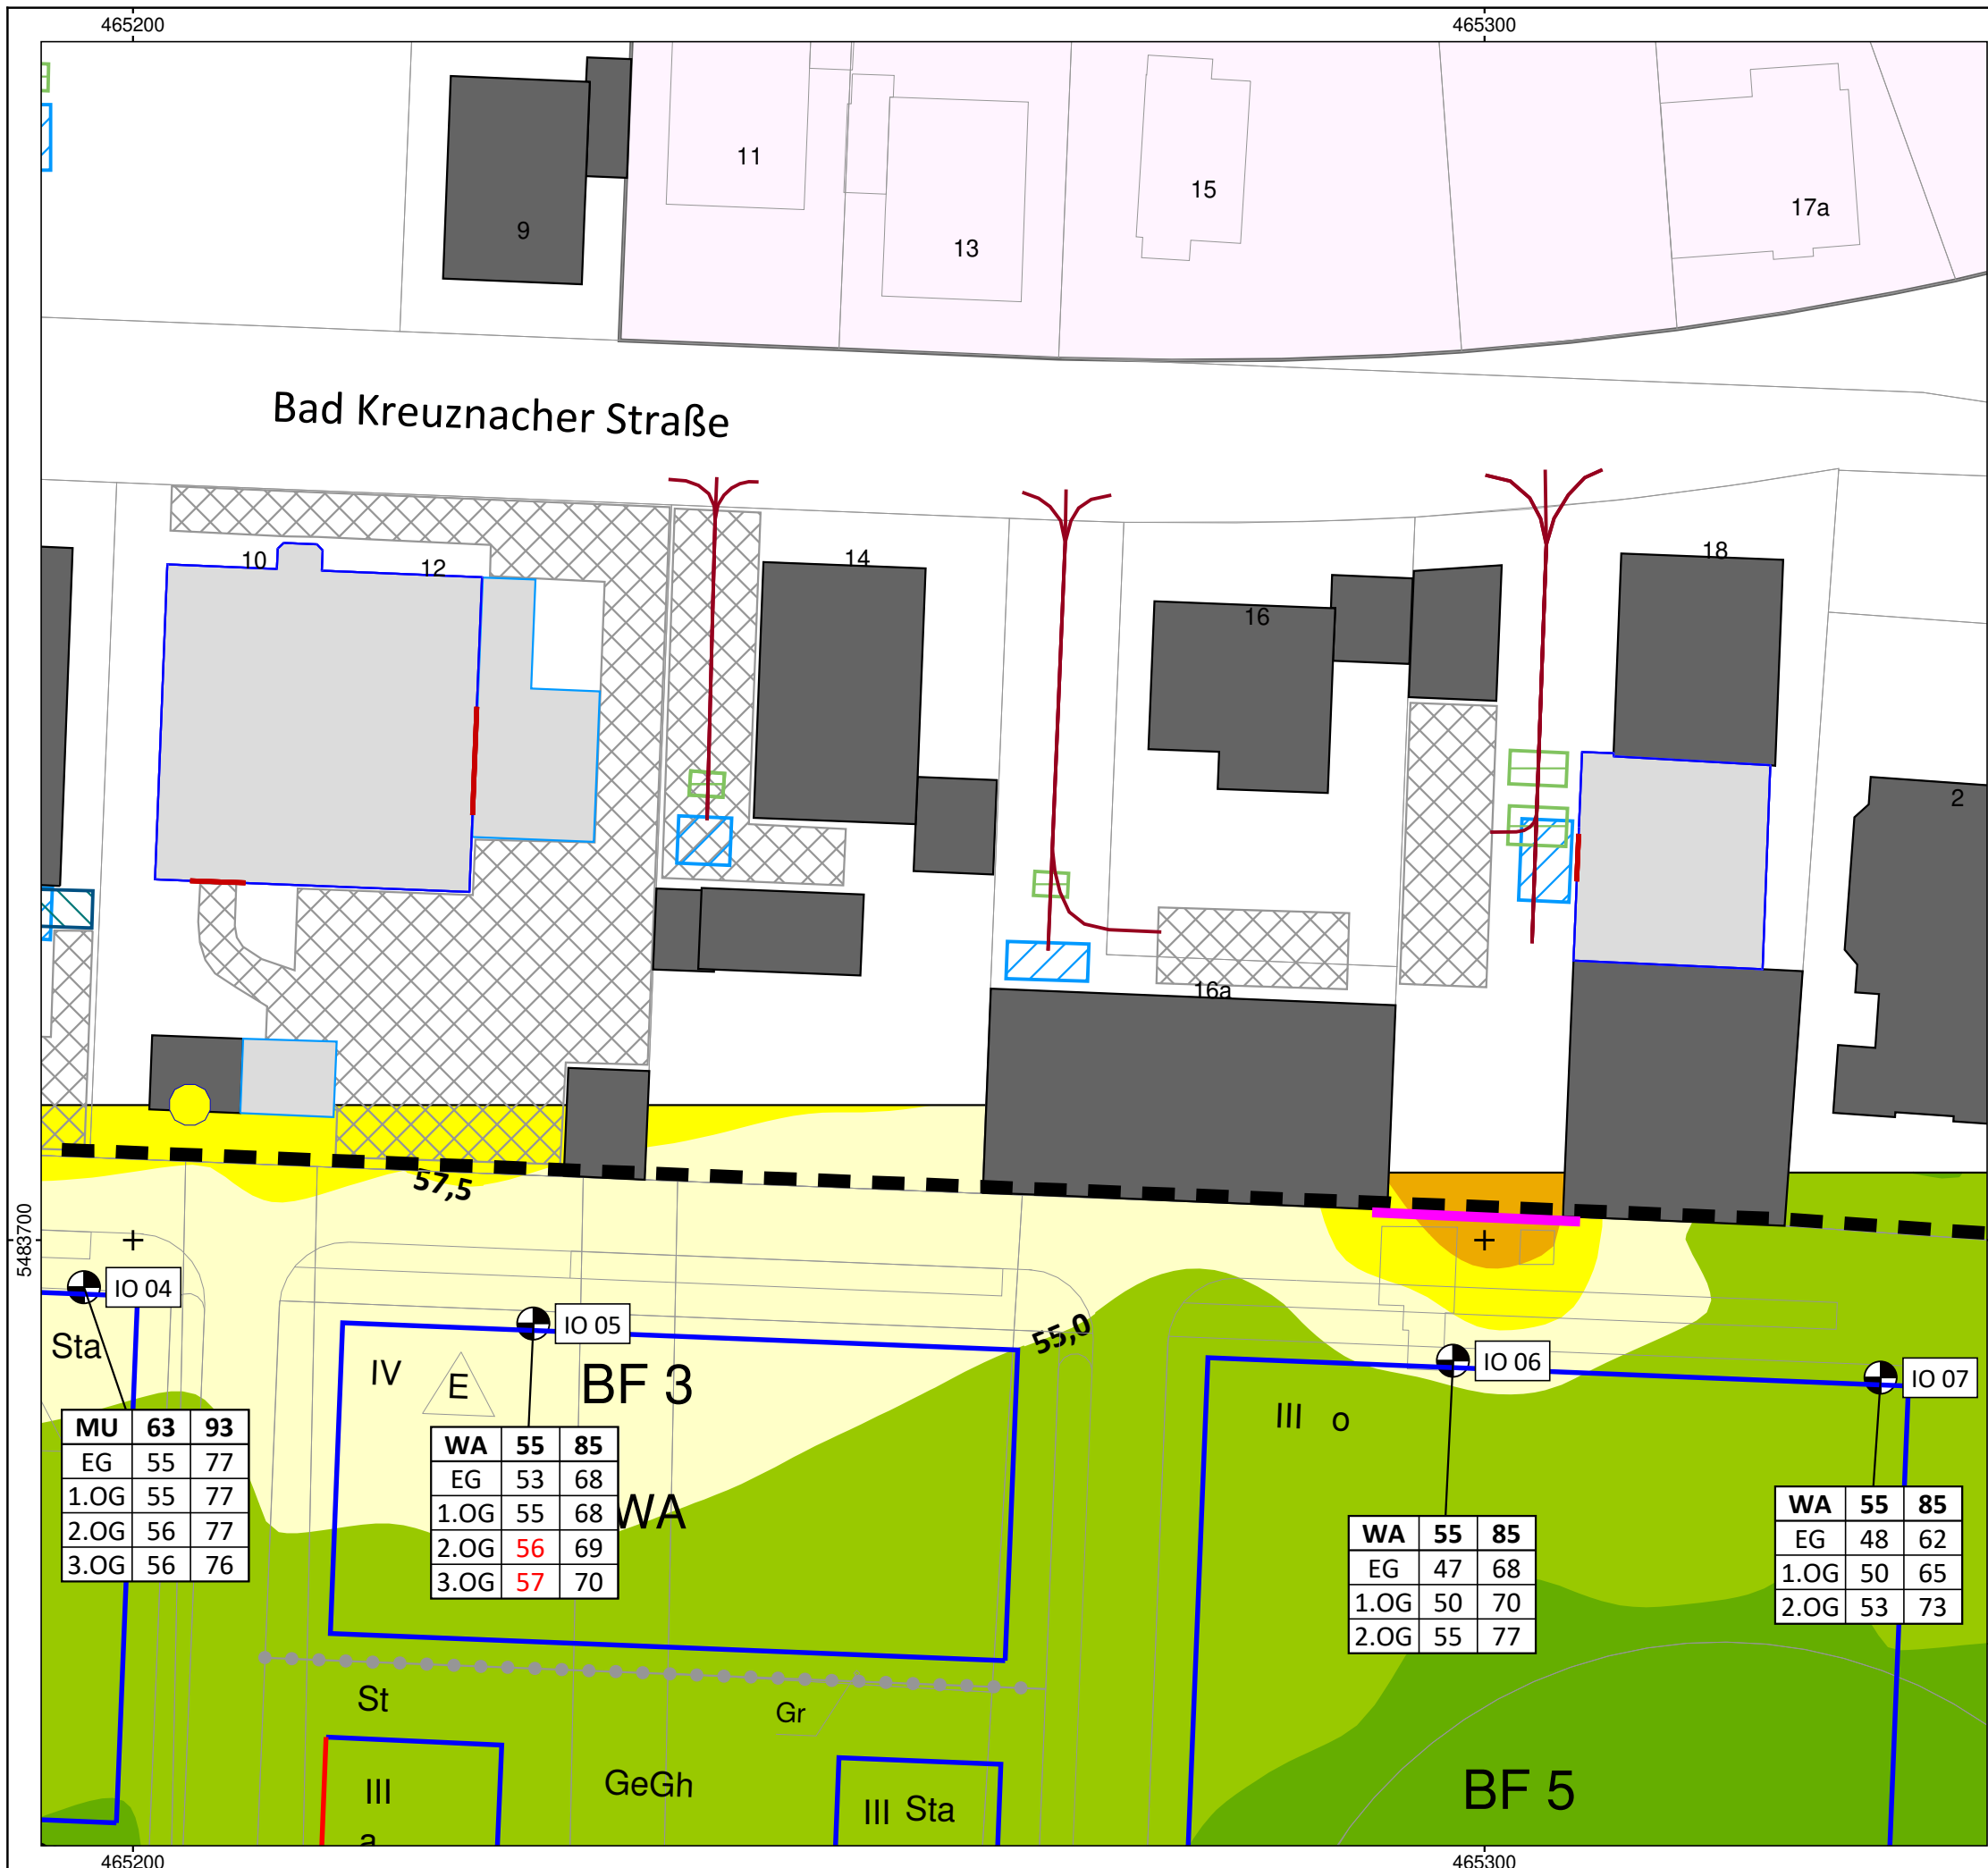 465200
465300
11
15
17a
9
13
Bad Kreuznacher Straße
10
12
14
16
18
2
16a
57,5
5483700
IO 04
IO 05
55,0
IO 06
IO 07
Sta
IV
E
BF 3
III o
WA
MU 63 93
EG 55 77
1.OG 55 77
2.OG 56 77
3.OG 56 76
WA 55 85
EG 53 68
1.OG 55 68
2.OG 56 69
3.OG 57 70
WA 55 85
EG 47 68
1.OG 50 70
2.OG 55 77
WA 55 85
EG 48 62
1.OG 50 65
2.OG 53 73
St
Gr
GeGh
III
a
III Sta
BF 5
465200
465300